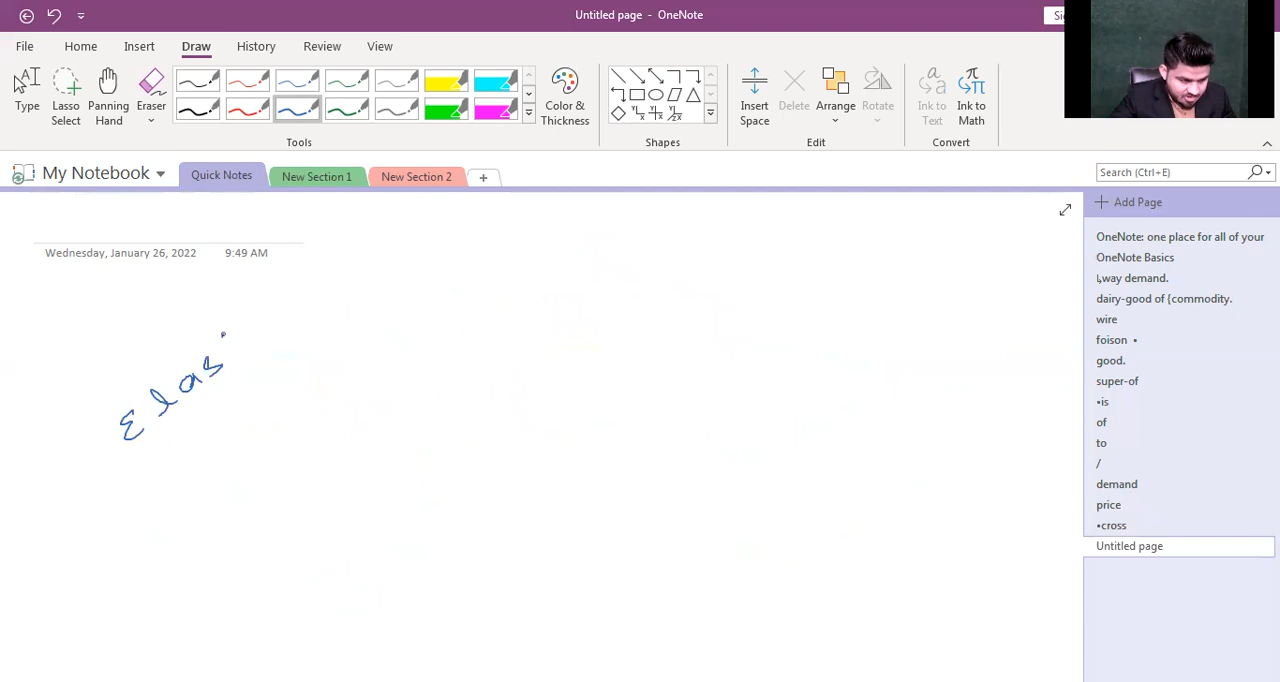 Untitled page - OneNote
File Home Insert Draw History Review View
Type Lasso Select Panning Hand Eraser Color & Thickness Insert Space Delete Arrange Rotate Ink to Text Ink to Math
Tools Shapes Edit Convert
My Notebook Quick Notes New Section 1 New Section 2 + Search (Ctrl+E)
Add Page
Wednesday, January 26, 2022 9:49 AM
Elas
OneNote: one place for all of your
OneNote Basics
way demand.
dairy-good of {commodity.
wire
foison •
good.
super-of
•is
of
to
/
demand
price
•cross
Untitled page